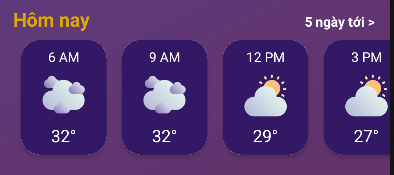 Hôm nay
5 ngày tới >
6 AM
9 AM
12 PM
3 PM
32°
32°
29°
27°